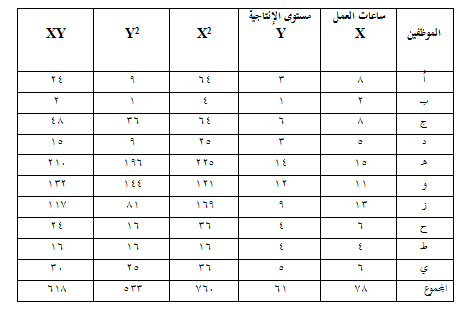 الموظفين ساعات العمل X مستوى الإنتاجية Y X² Y² XY
أ ٨ ٣ ٦٤ ٩ ٢٤
ب ٢ ١ ٤ ١ ٢
ج ٨ ٦ ٦٤ ٣٦ ٤٨
د ٥ ٣ ٢٥ ٩ ١٥
هـ ١٥ ١٤ ٢٢٥ ١٩٦ ٢١٠
و ١١ ١٢ ١٢١ ١٤٤ ١٣٢
ز ١٣ ٩ ١٦٩ ٨١ ١١٧
ح ٦ ٤ ٣٦ ١٦ ٢٤
ط ٤ ٤ ١٦ ١٦ ١٦
ي ٦ ٥ ٣٦ ٢٥ ٣٠
المجموع ٧٨ ٦١ ٧٦٠ ٥٣٣ ٦١٨